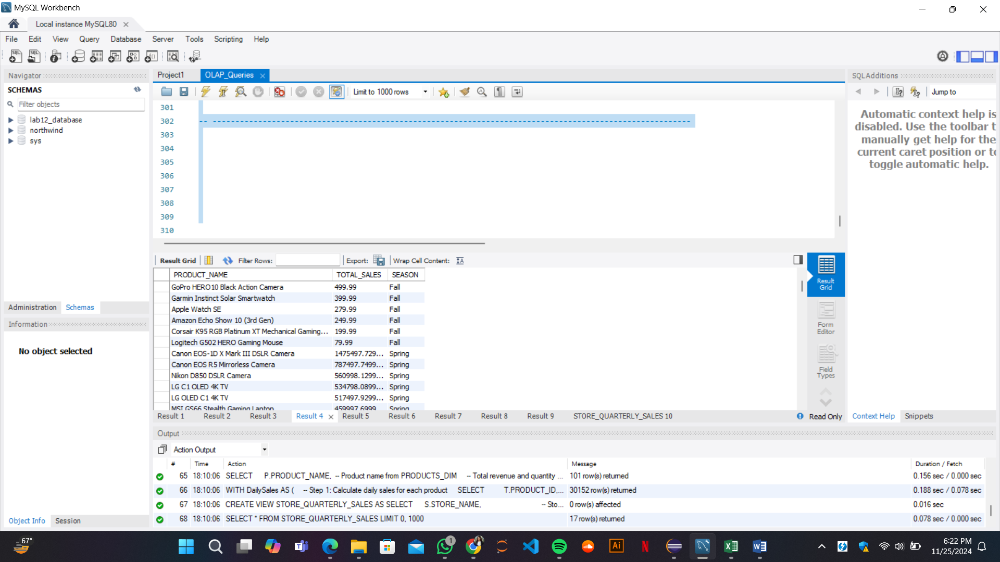 MySQL Workbench
Local instance MySQL80
File Edit View Query Database Server Tools Scripting Help
Navigator
SCHEMAS
Filter objects
lab12_database
northwind
sys
Administration Schemas
Information
No object selected
Object Info Session
Project1 OLAP_Queries
Limit to 1000 rows
301
302 -- --------------------------------------------------------------------------------------------
303
304
305
306
307
308
309
310
Result Grid Filter Rows: Export: Wrap Cell Content:
PRODUCT_NAME TOTAL_SALES SEASON
GoPro HERO10 Black Action Camera 499.99 Fall
Garmin Instinct Solar Smartwatch 399.99 Fall
Apple Watch SE 279.99 Fall
Amazon Echo Show 10 (3rd Gen) 249.99 Fall
Corsair K95 RGB Platinum XT Mechanical Gaming... 199.99 Fall
Logitech G502 HERO Gaming Mouse 79.99 Fall
Canon EOS-1D X Mark III DSLR Camera 1475497.729... Spring
Canon EOS R5 Mirrorless Camera 787497.7499... Spring
Nikon D850 DSLR Camera 560998.1299... Spring
LG C1 OLED 4K TV 534798.0899... Spring
LG OLED C1 4K TV 517497.9299... Spring
MSI GS66 Stealth Gaming Laptop 459997.6999 Spring
Result Grid
Form Editor
Field Types
Result 1 Result 2 Result 3 Result 4 Result 5 Result 6 Result 7 Result 8 Result 9 STORE_QUARTERLY_SALES 10 Read Only
Output
Action Output
# Time Action Message Duration / Fetch
65 18:10:06 SELECT P.PRODUCT_NAME, -- Product name from PRODUCTS_DIM -- Total revenue and quantity ... 101 row(s) returned 0.156 sec / 0.000 sec
66 18:10:06 WITH DailySales AS ( -- Step 1: Calculate daily sales for each product SELECT T.PRODUCT_ID,... 30152 row(s) returned 0.188 sec / 0.078 sec
67 18:10:06 CREATE VIEW STORE_QUARTERLY_SALES AS SELECT S.STORE_NAME, -- Sto... 0 row(s) affected 0.016 sec
68 18:10:06 SELECT * FROM STORE_QUARTERLY_SALES LIMIT 0, 1000 17 row(s) returned 0.078 sec / 0.000 sec
SQLAdditions
Jump to
Automatic context help is
disabled. Use the toolbar t
manually get help for the
current caret position or to
toggle automatic help.
Context Help Snippets
67°
1
Ai
6:22 PM
11/25/2024